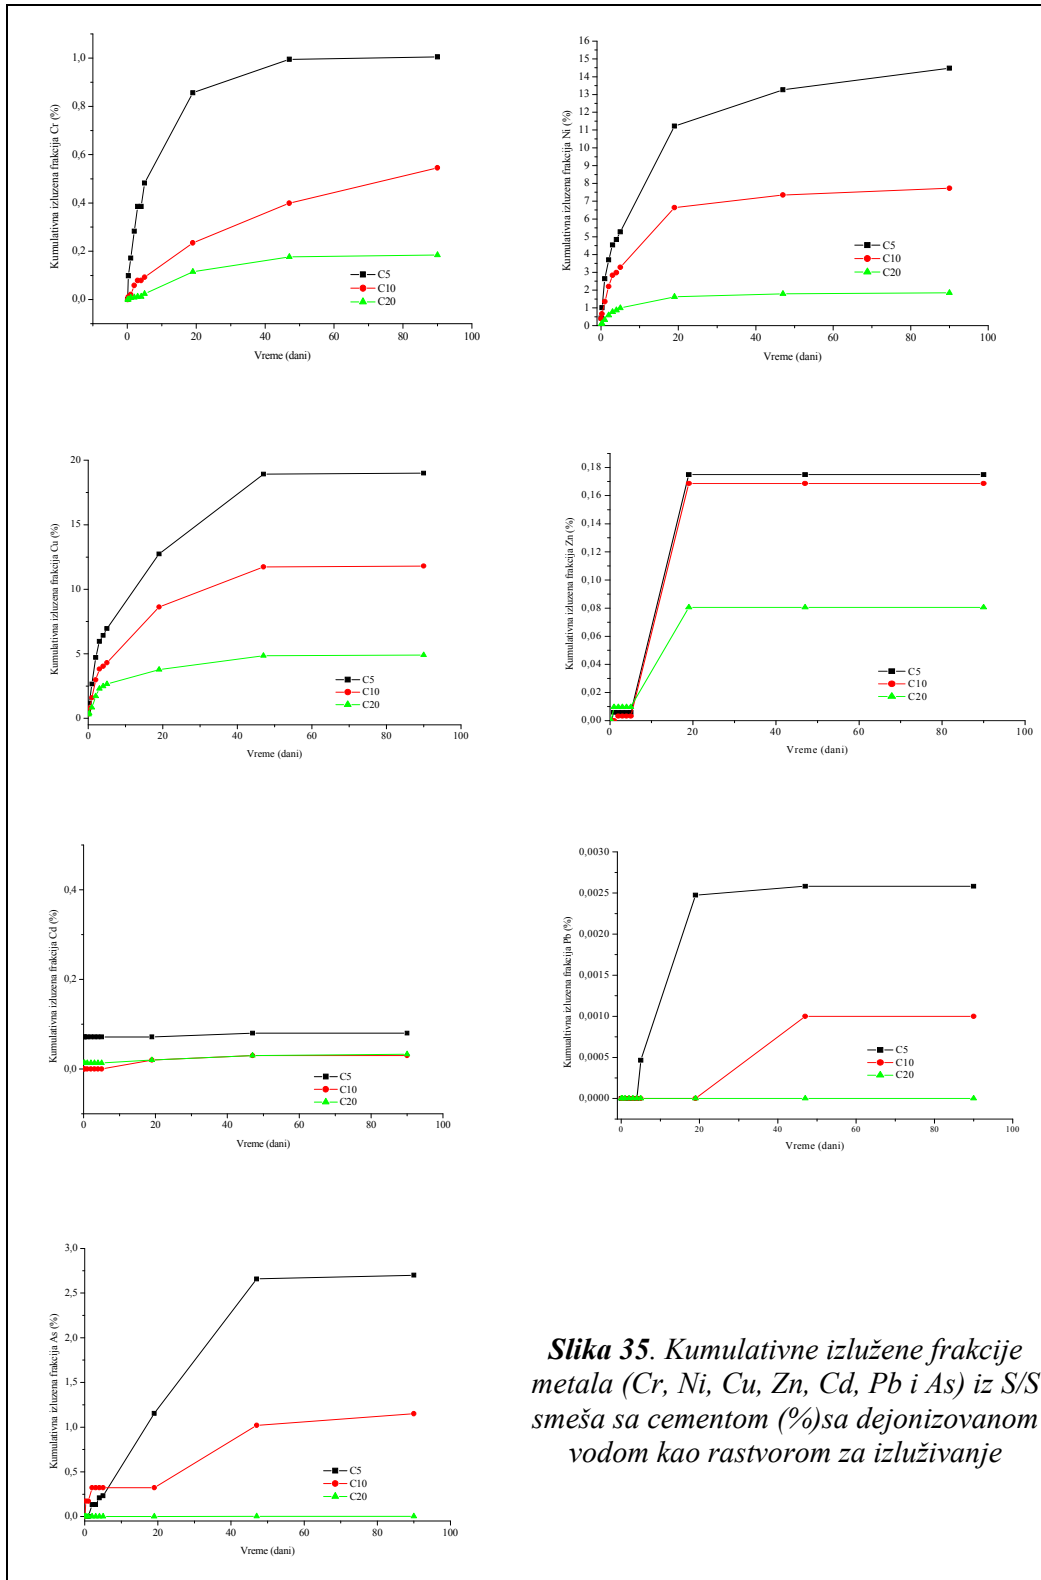 Kumulativna izluzena frakcija Cr (%)
1,0
0,8
0,6
0,4
0,2
0,0
0
20
40
60
80
100
Vreme (dani)
C5
C10
C20
Kumulativna izluzena frakcija Ni (%)
16
15
14
13
12
11
10
9
8
7
6
5
4
3
2
1
0
0
20
40
60
80
100
Vreme (dani)
C5
C10
C20
Kumulativna izluzena frakcija Cu (%)
20
15
10
5
0
0
20
40
60
80
100
Vreme (dani)
C5
C10
C20
Kumulativna izluzena frakcija Zn (%)
0,18
0,16
0,14
0,12
0,10
0,08
0,06
0,04
0,02
0,00
0
20
40
60
80
100
Vreme (dani)
C5
C10
C20
Kumulativna izluzena frakcija Cd (%)
0,4
0,2
0,0
0
20
40
60
80
100
Vreme (dani)
C5
C10
C20
Kumualtivna izluzena frakcija Pb (%)
0,0030
0,0025
0,0020
0,0015
0,0010
0,0005
0,0000
0
20
40
60
80
100
Vreme (dani)
C5
C10
C20
Kumulativna izluzena frakcija As (%)
3,0
2,5
2,0
1,5
1,0
0,5
0,0
0
20
40
60
80
100
Vreme (dani)
C5
C10
C20
Slika 35. Kumulativne izlužene frakcije
metala (Cr, Ni, Cu, Zn, Cd, Pb i As) iz S/S
smeša sa cementom (%)sa dejonizovanom
vodom kao rastvorom za izluživanje